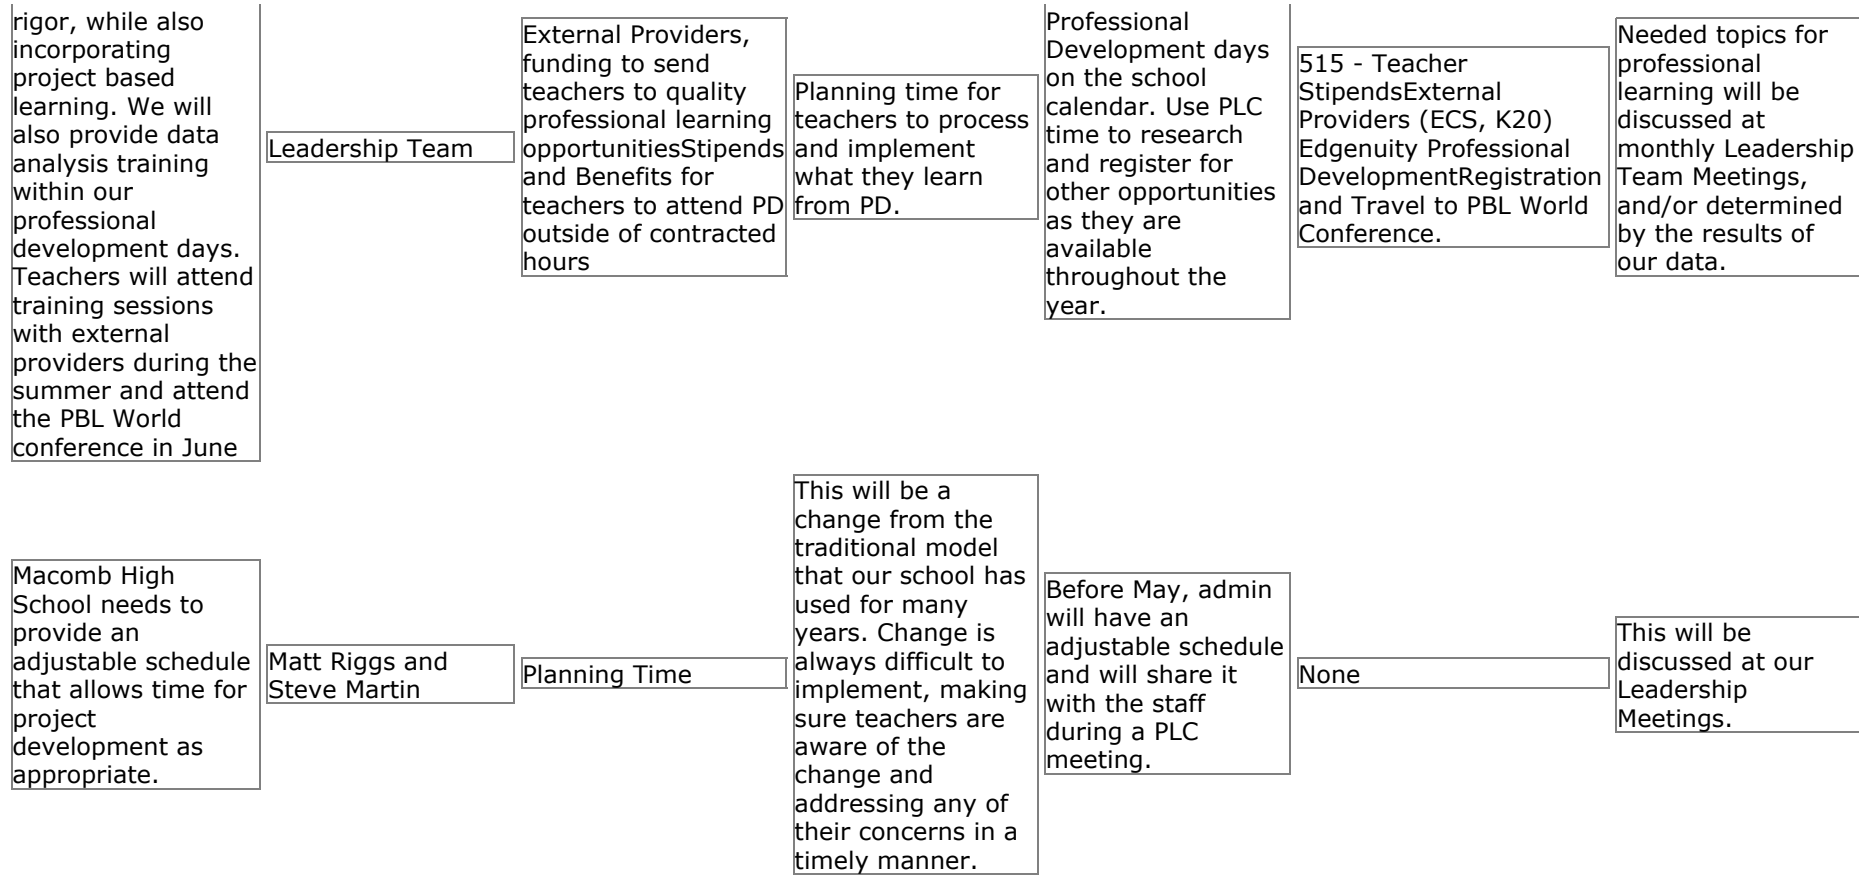 rigor, while also
incorporating
project based
learning. We will
also provide data
analysis training
within our
professional
development days.
Teachers will attend
training sessions
with external
providers during the
summer and attend
the PBL World
conference in June
Leadership Team
External Providers,
funding to send
teachers to quality
professional learning
opportunitiesStipends
and Benefits for
teachers to attend PD
outside of contracted
hours
Planning time for
teachers to process
and implement
what they learn
from PD.
Professional
Development days
on the school
calendar. Use PLC
time to research
and register for
other opportunities
as they are
available
throughout the
year.
515 - Teacher
StipendsExternal
Providers (ECS, K20)
Edgenuity Professional
DevelopmentRegistration
and Travel to PBL World
Conference.
Needed topics for
professional
learning will be
discussed at
monthly Leadership
Team Meetings,
and/or determined
by the results of
our data.
Macomb High
School needs to
provide an
adjustable schedule
that allows time for
project
development as
appropriate.
Matt Riggs and
Steve Martin
Planning Time
This will be a
change from the
traditional model
that our school has
used for many
years. Change is
always difficult to
implement, making
sure teachers are
aware of the
change and
addressing any of
their concerns in a
timely manner.
Before May, admin
will have an
adjustable schedule
and will share it
with the staff
during a PLC
meeting.
None
This will be
discussed at our
Leadership
Meetings.